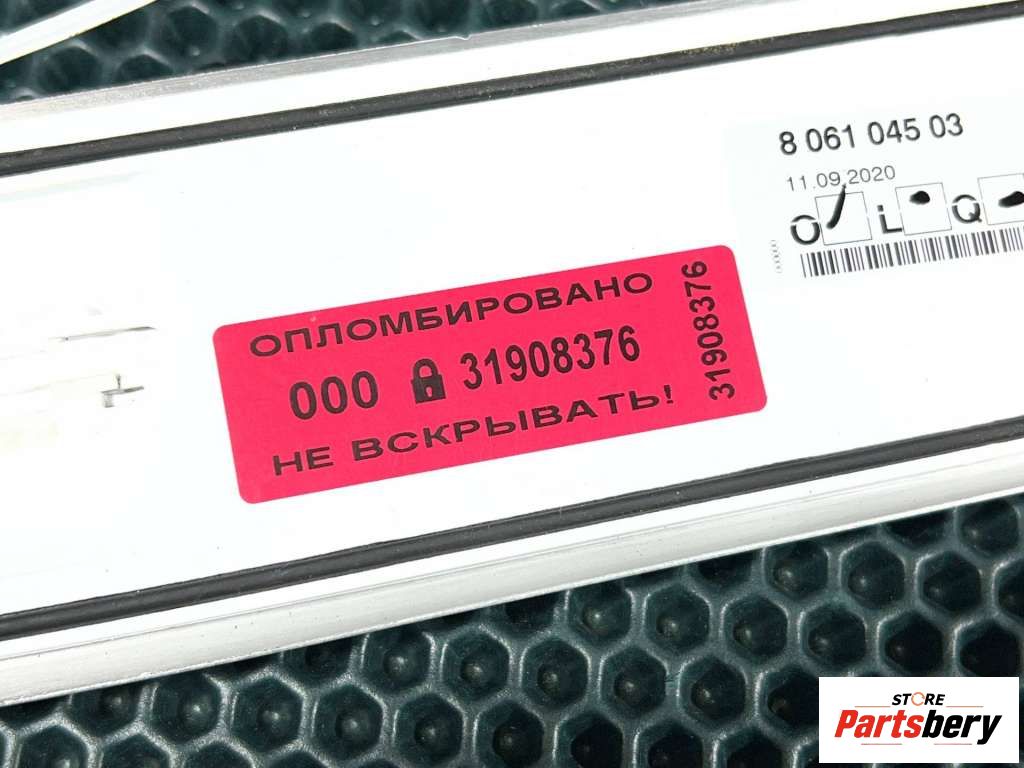 8 061 045 03
11.09.2020
O L Q
ОПЛОМБИРОВАНО
000 31908376
НЕ ВСКРЫВАТЬ!
31908376
STORE
Partsbery